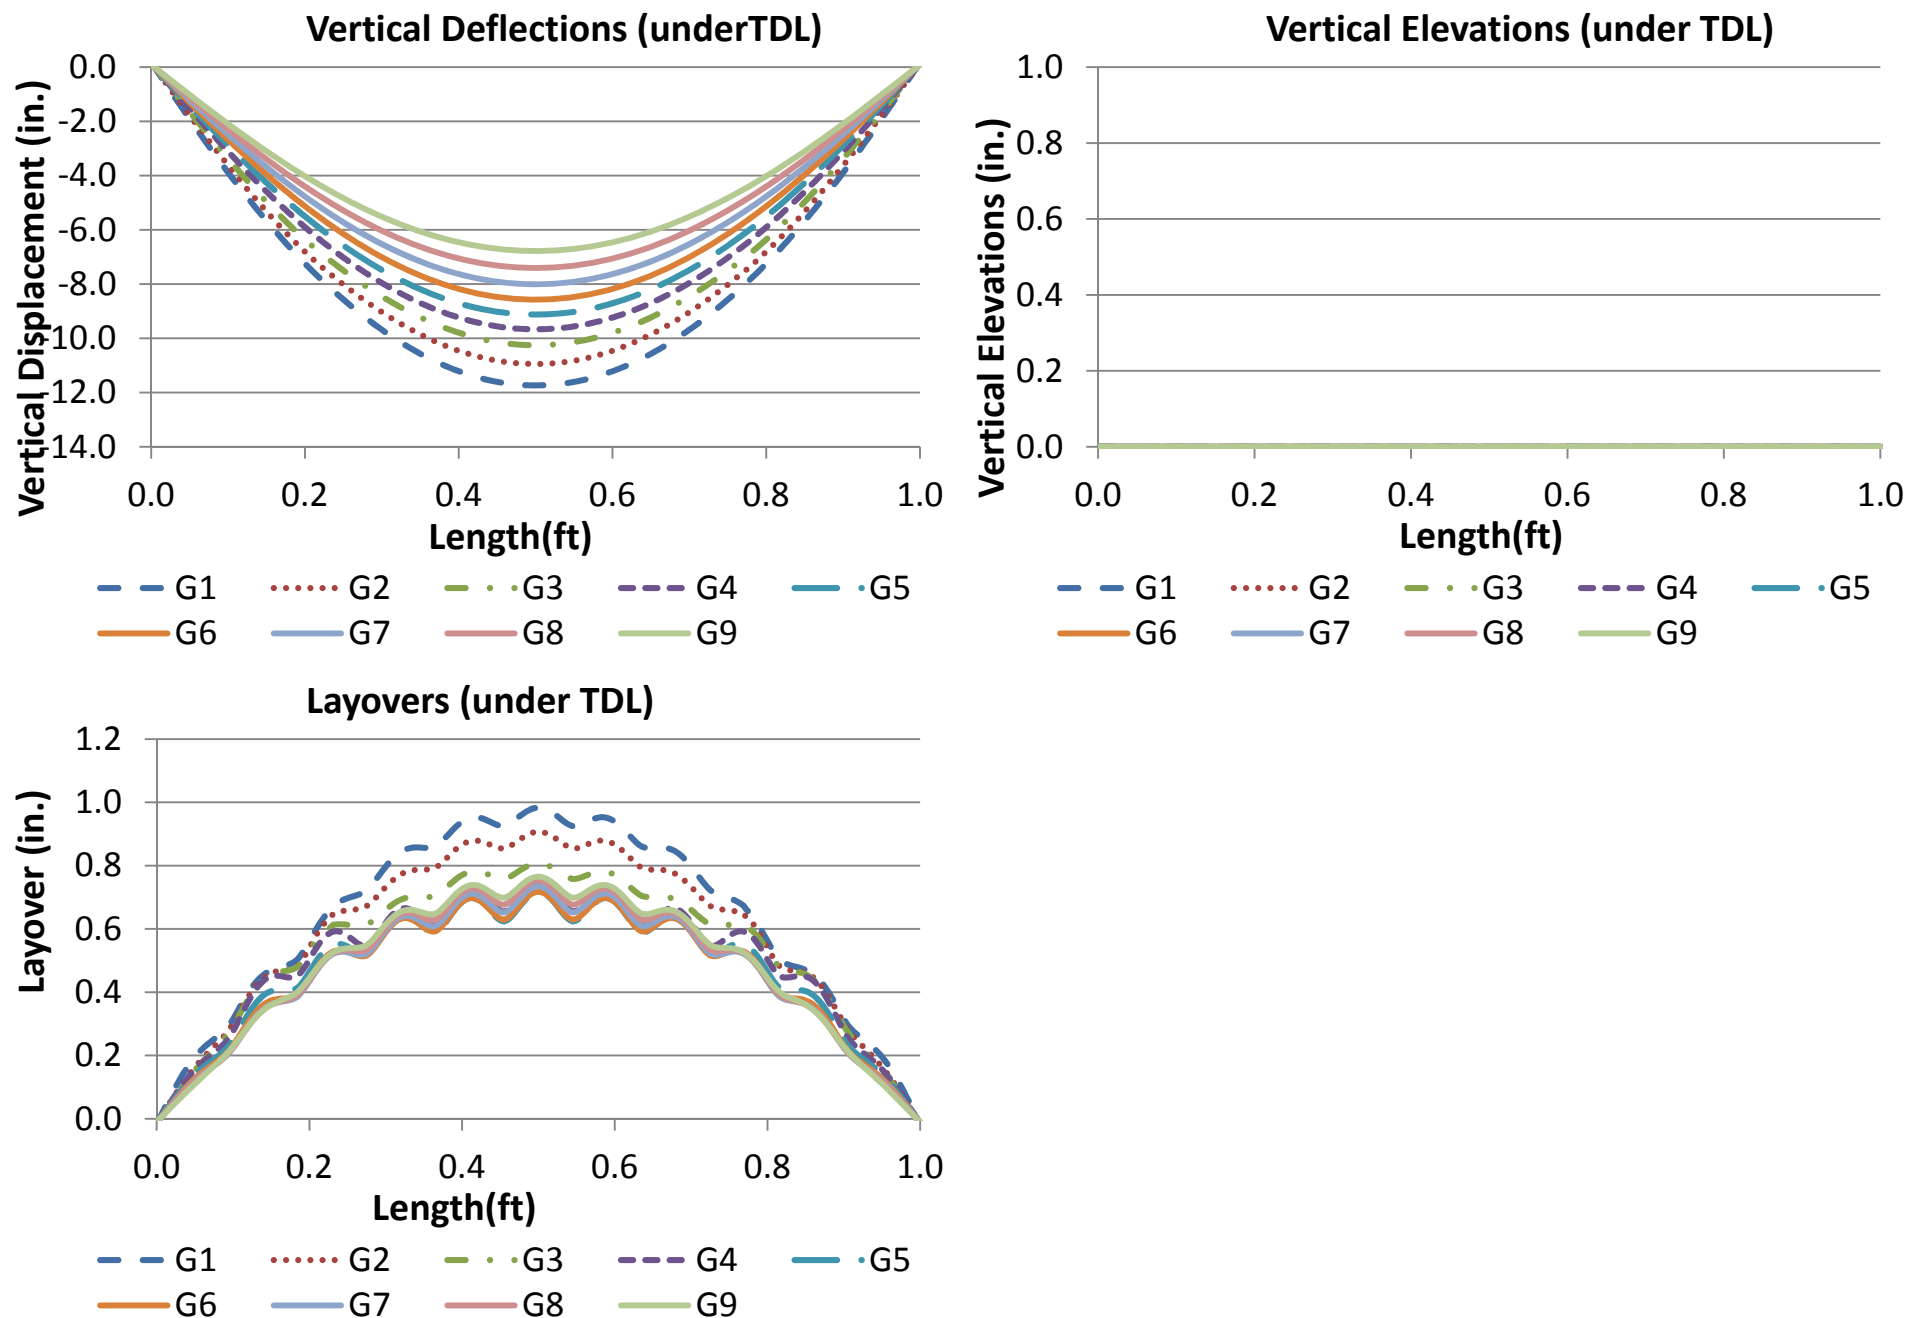 Vertical Deflections (underTDL)
0.0
-2.0
-4.0
-6.0
-8.0
-10.0
-12.0
-14.0
Vertical Displacement (in.)
0.0 0.2 0.4 0.6 0.8 1.0
Length(ft)
G1 G2 G3 G4 G5
G6 G7 G8 G9
Vertical Elevations (under TDL)
1.0
0.8
0.6
0.4
0.2
0.0
Vertical Elevations (in.)
0.0 0.2 0.4 0.6 0.8 1.0
Length(ft)
G1 G2 G3 G4 G5
G6 G7 G8 G9
Layovers (under TDL)
1.2
1.0
0.8
0.6
0.4
0.2
0.0
Layover (in.)
0.0 0.2 0.4 0.6 0.8 1.0
Length(ft)
G1 G2 G3 G4 G5
G6 G7 G8 G9